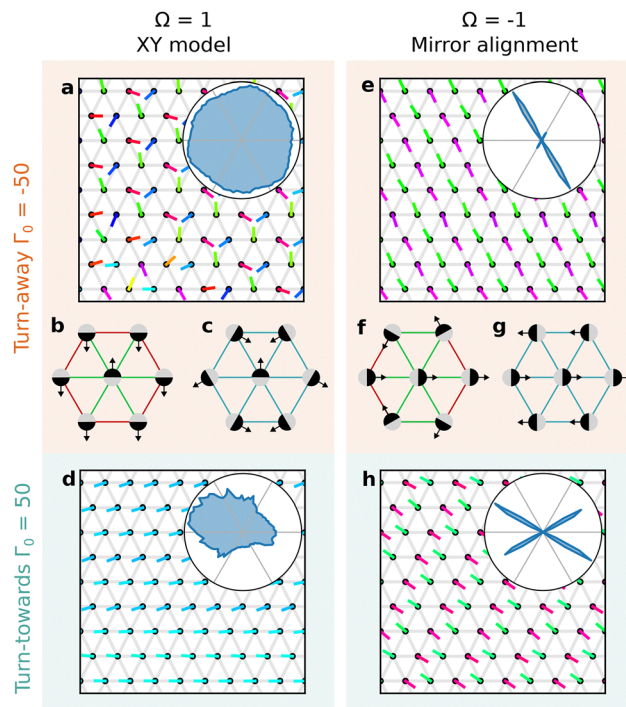 Ω = 1
XY model
Ω = -1
Mirror alignment
Turn-away Γ₀ = -50
a
e
b
c
f
g
Turn-towards Γ₀ = 50
d
h